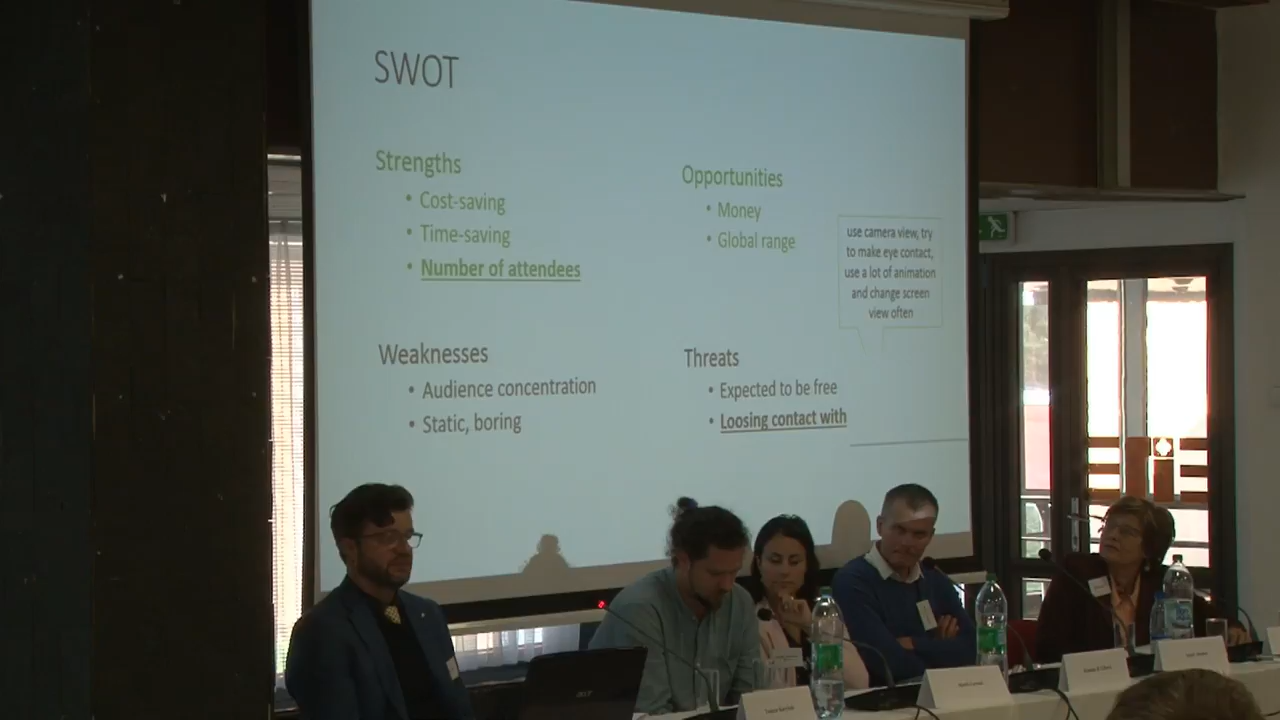 SWOT
Strengths
• Cost-saving
• Time-saving
• Number of attendees
Opportunities
• Money
• Global range
use camera view, try
to make eye contact,
use a lot of animation
and change screen
view often
Weaknesses
• Audience concentration
• Static, boring
Threats
• Expected to be free
• Loosing contact with
acer